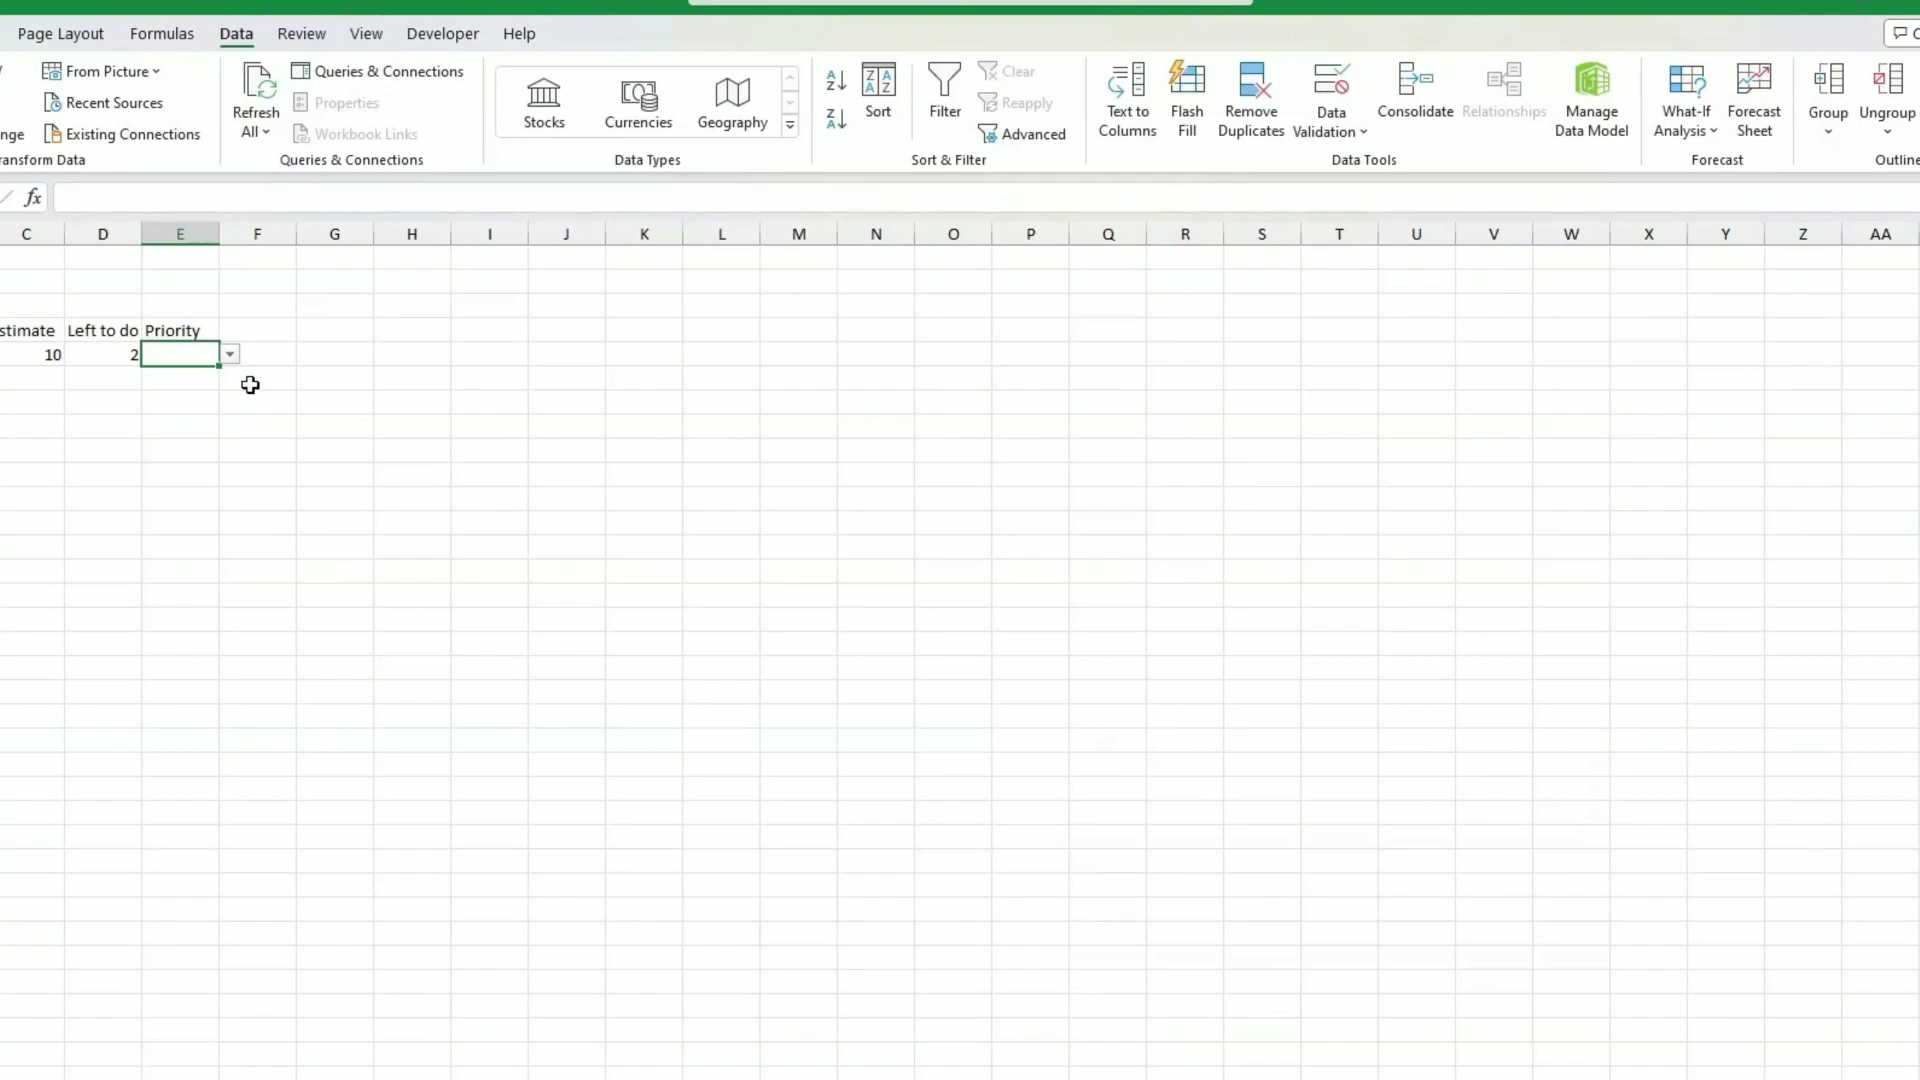 Page Layout Formulas Data Review View Developer Help
From Picture
Recent Sources
nge Existing Connections
ansform Data
Refresh
All
Queries & Connections
Properties
Workbook Links
Queries & Connections
Stocks Currencies Geography
Data Types
A Z
Z A
Z A
A Z
Sort
Filter
Clear
Reapply
Advanced
Sort & Filter
Text to
Columns
Flash
Fill
Remove
Duplicates
Data
Validation
Consolidate
Relationships
Manage
Data Model
Data Tools
What-If
Analysis
Forecast
Sheet
Forecast
Group
Ungroup
Outline
fx
C D E F G H I J K L M N O P Q R S T U V W X Y Z AA
stimate Left to do Priority
10 2